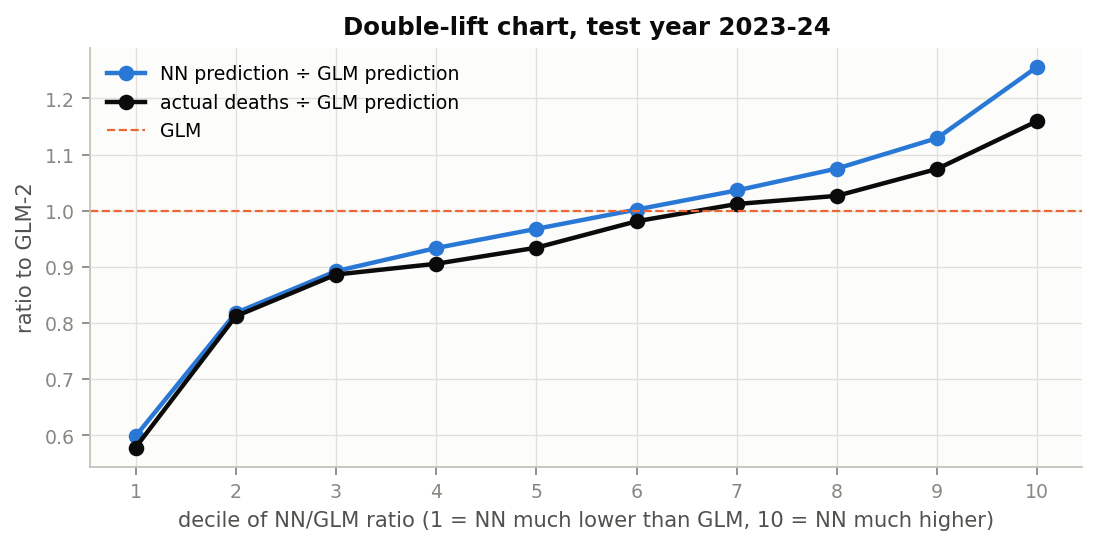 Double-lift chart, test year 2023-24
NN prediction ÷ GLM prediction
actual deaths ÷ GLM prediction
GLM
ratio to GLM-2
1.2
1.1
1.0
0.9
0.8
0.7
0.6
1 2 3 4 5 6 7 8 9 10
decile of NN/GLM ratio (1 = NN much lower than GLM, 10 = NN much higher)